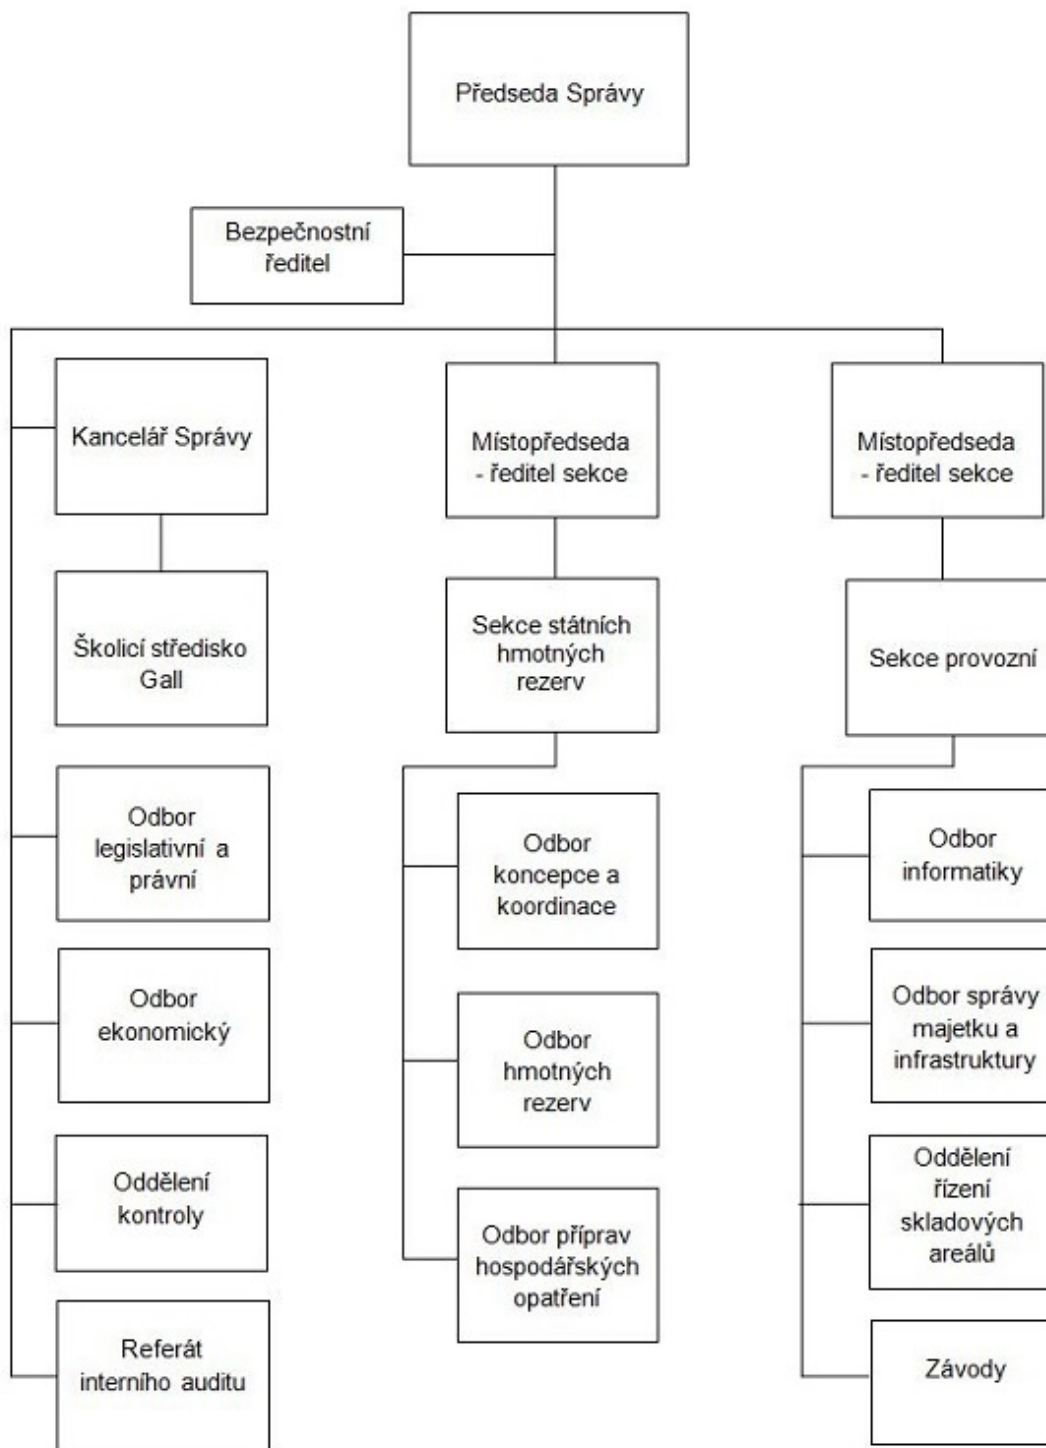 Předseda Správy
Bezpečnostní
ředitel
Kancelář Správy
Školicí středisko
Gall
Odbor
legislativní a
právní
Odbor
ekonomický
Oddělení
kontroly
Referát
interního auditu
Místopředseda
- ředitel sekce
Sekce státních
hmotných
rezerv
Odbor
koncepce a
koordinace
Odbor
hmotných
rezerv
Odbor příprav
hospodářských
opatření
Místopředseda
- ředitel sekce
Sekce provozní
Odbor
informatiky
Odbor správy
majetku a
infrastruktury
Oddělení
řízení
skladových
areálů
Závody